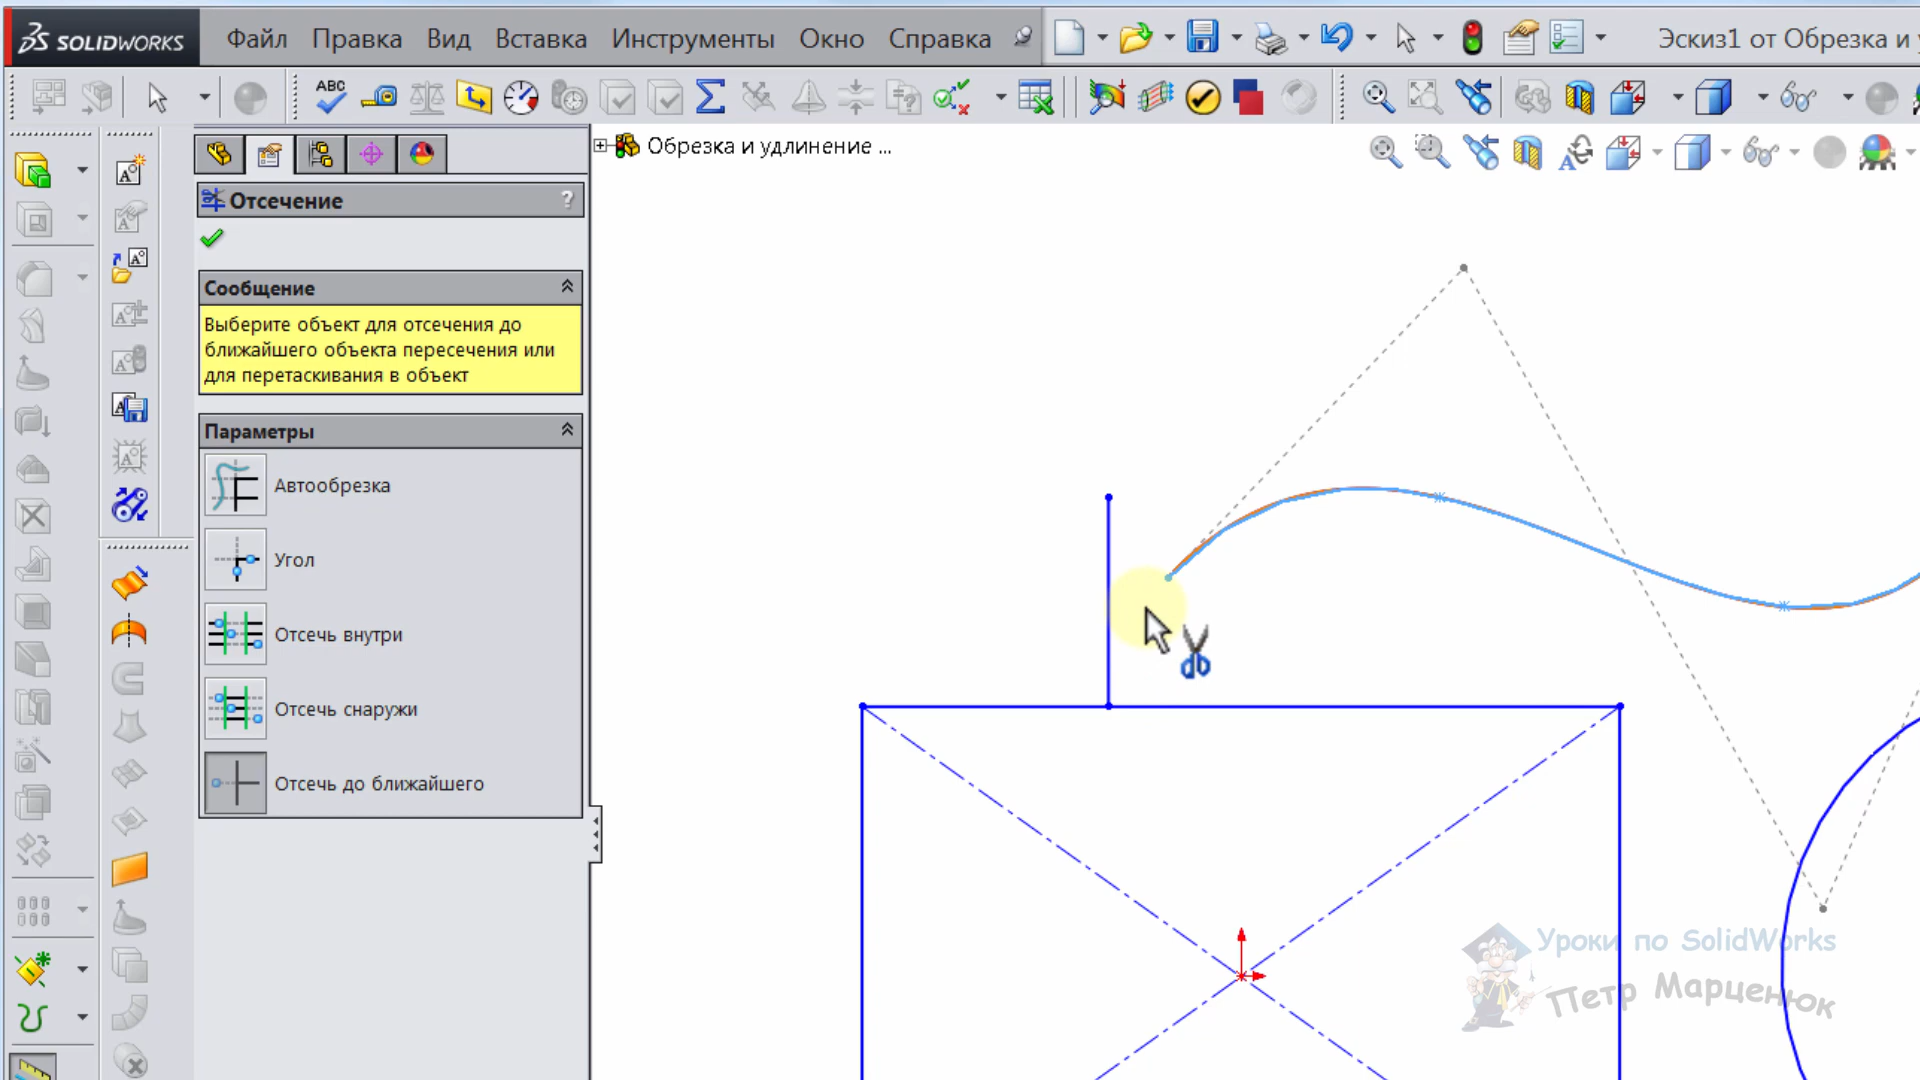 SOLIDWORKS Файл Правка Вид Вставка Инструменты Окно Справка Эскиз1 от Обрезка и
ABC
Обрезка и удлинение ...
Отсечение ?
Сообщение
Выберите объект для отсечения до
ближайшего объекта пересечения или
для перетаскивания в объект
Параметры
Автообрезка
Угол
Отсечь внутри
Отсечь снаружи
Отсечь до ближайшего
Уроки по SolidWorks
Петр Марценюк